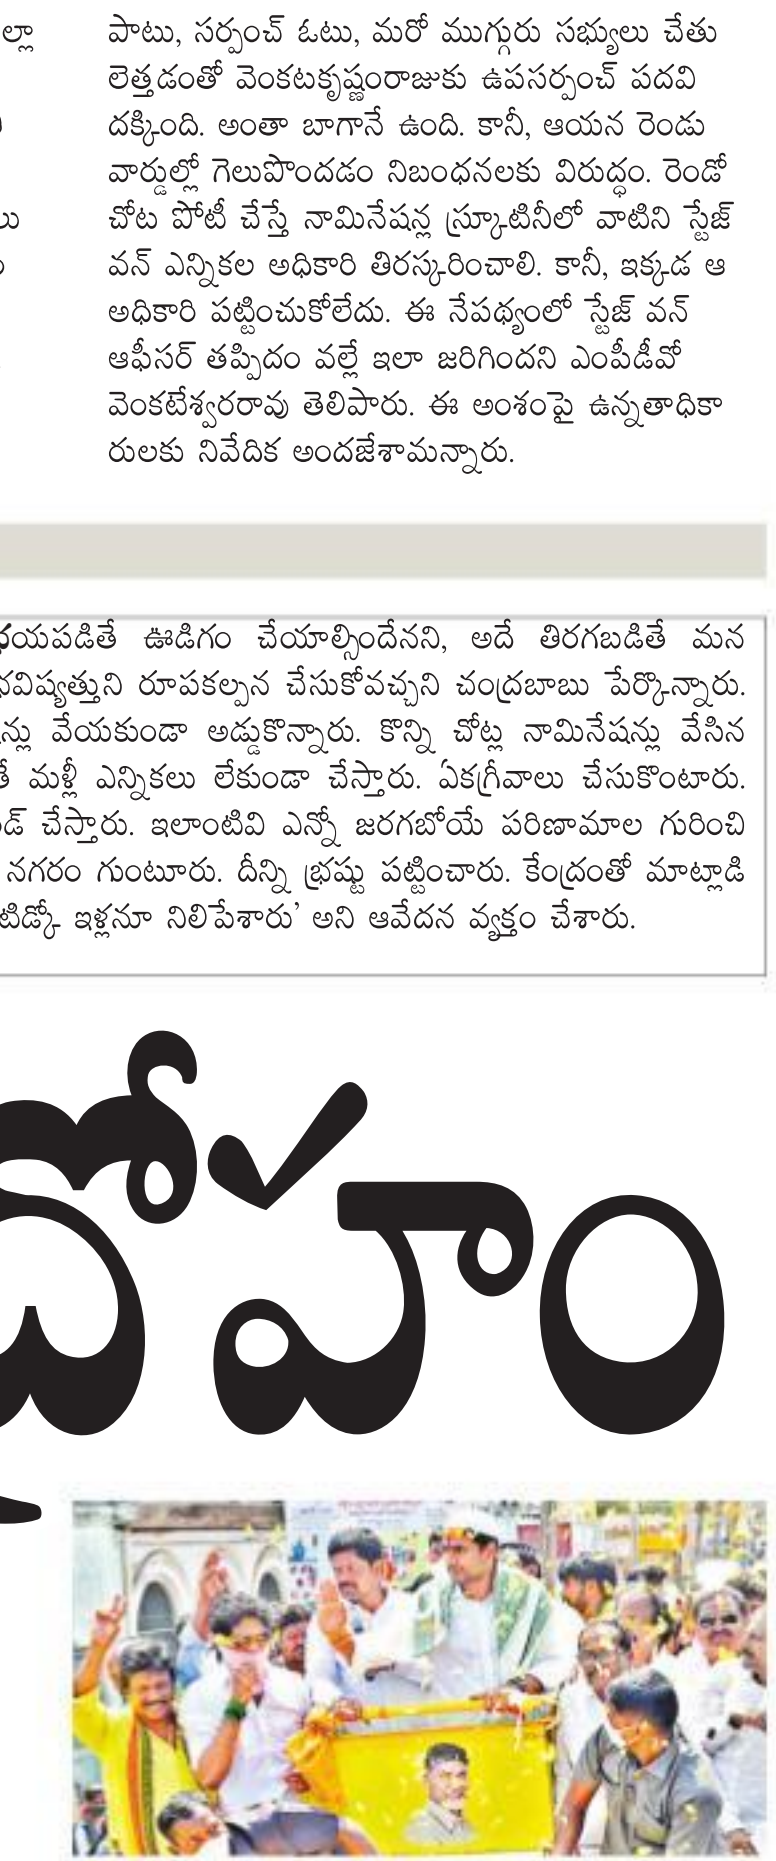 ల్లా
పాటు, సర్పంచ్ ఓటు, మరో ముగ్గురు సభ్యులు చేతు
లెత్తడంతో వెంకటకృష్ణంరాజుకు ఉపసర్పంచ్ పదవి
దక్కింది. అంతా బాగానే ఉంది. కానీ, ఆయన రెండు
వార్డుల్లో గెలుపొందడం నిబంధనలకు విరుద్ధం. రెండో
లు
చోట పోటీ చేస్తే నామినేషన్ల స్క్రూటినీలో వాటిని స్టేజ్
వన్ ఎన్నికల అధికారి తిరస్కరించాలి. కానీ, ఇక్కడ ఆ
అధికారి పట్టించుకోలేదు. ఈ నేపథ్యంలో స్టేజ్ వన్
ఆఫీసర్ తప్పిదం వల్లే ఇలా జరిగిందని ఎంపీడీవో
వెంకటేశ్వరరావు తెలిపారు. ఈ అంశంపై ఉన్నతాధికా
రులకు నివేదిక అందజేశామన్నారు.
భయపడితే ఊడిగం చేయాల్సిందేనని, అదే తిరగబడితే మన
భవిష్యత్తుని రూపకల్పన చేసుకోవచ్చని చంద్రబాబు పేర్కొన్నారు.
వేయకుండా అడ్డుకొన్నారు. కొన్ని చోట్ల నామినేషన్లు వేసిన
తే మళ్లీ ఎన్నికలు లేకుండా చేస్తారు. ఏకగ్రీవాలు చేసుకొంటారు.
డ్ చేస్తారు. ఇలాంటివి ఎన్నో జరగబోయే పరిణామాల గురించి
నగరం గుంటూరు. దీన్ని భ్రష్టు పట్టించారు. కేంద్రంతో మాట్లాడి
టిడ్కో ఇళ్లనూ నిలిపేశారు’ అని ఆవేదన వ్యక్తం చేశారు.
ద్రోహం